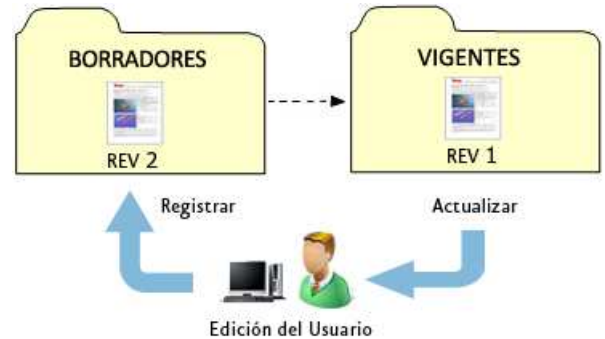 BORRADORES
REV 2
VIGENTES
REV 1
Registrar
Actualizar
Edición del Usuario